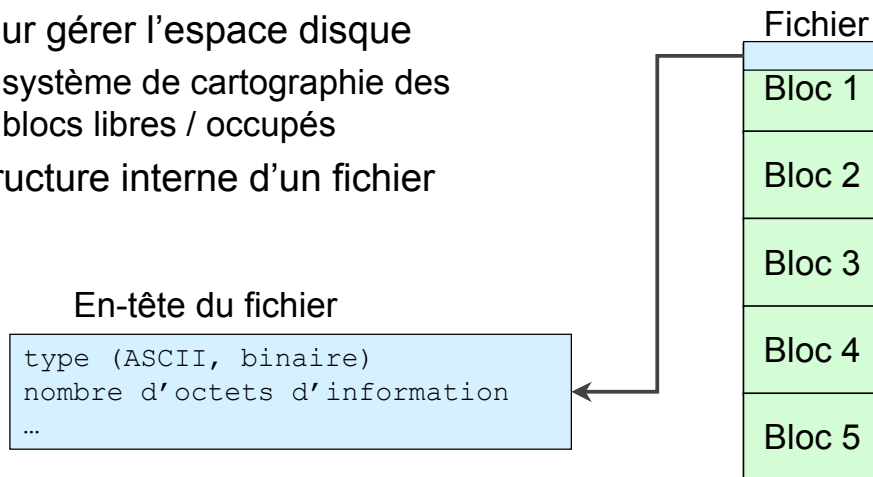 ur gérer l’espace disque
système de cartographie des
blocs libres / occupés
ructure interne d’un fichier
En-tête du fichier
type (ASCII, binaire)
nombre d’octets d’information
…
Fichier
Bloc 1
Bloc 2
Bloc 3
Bloc 4
Bloc 5